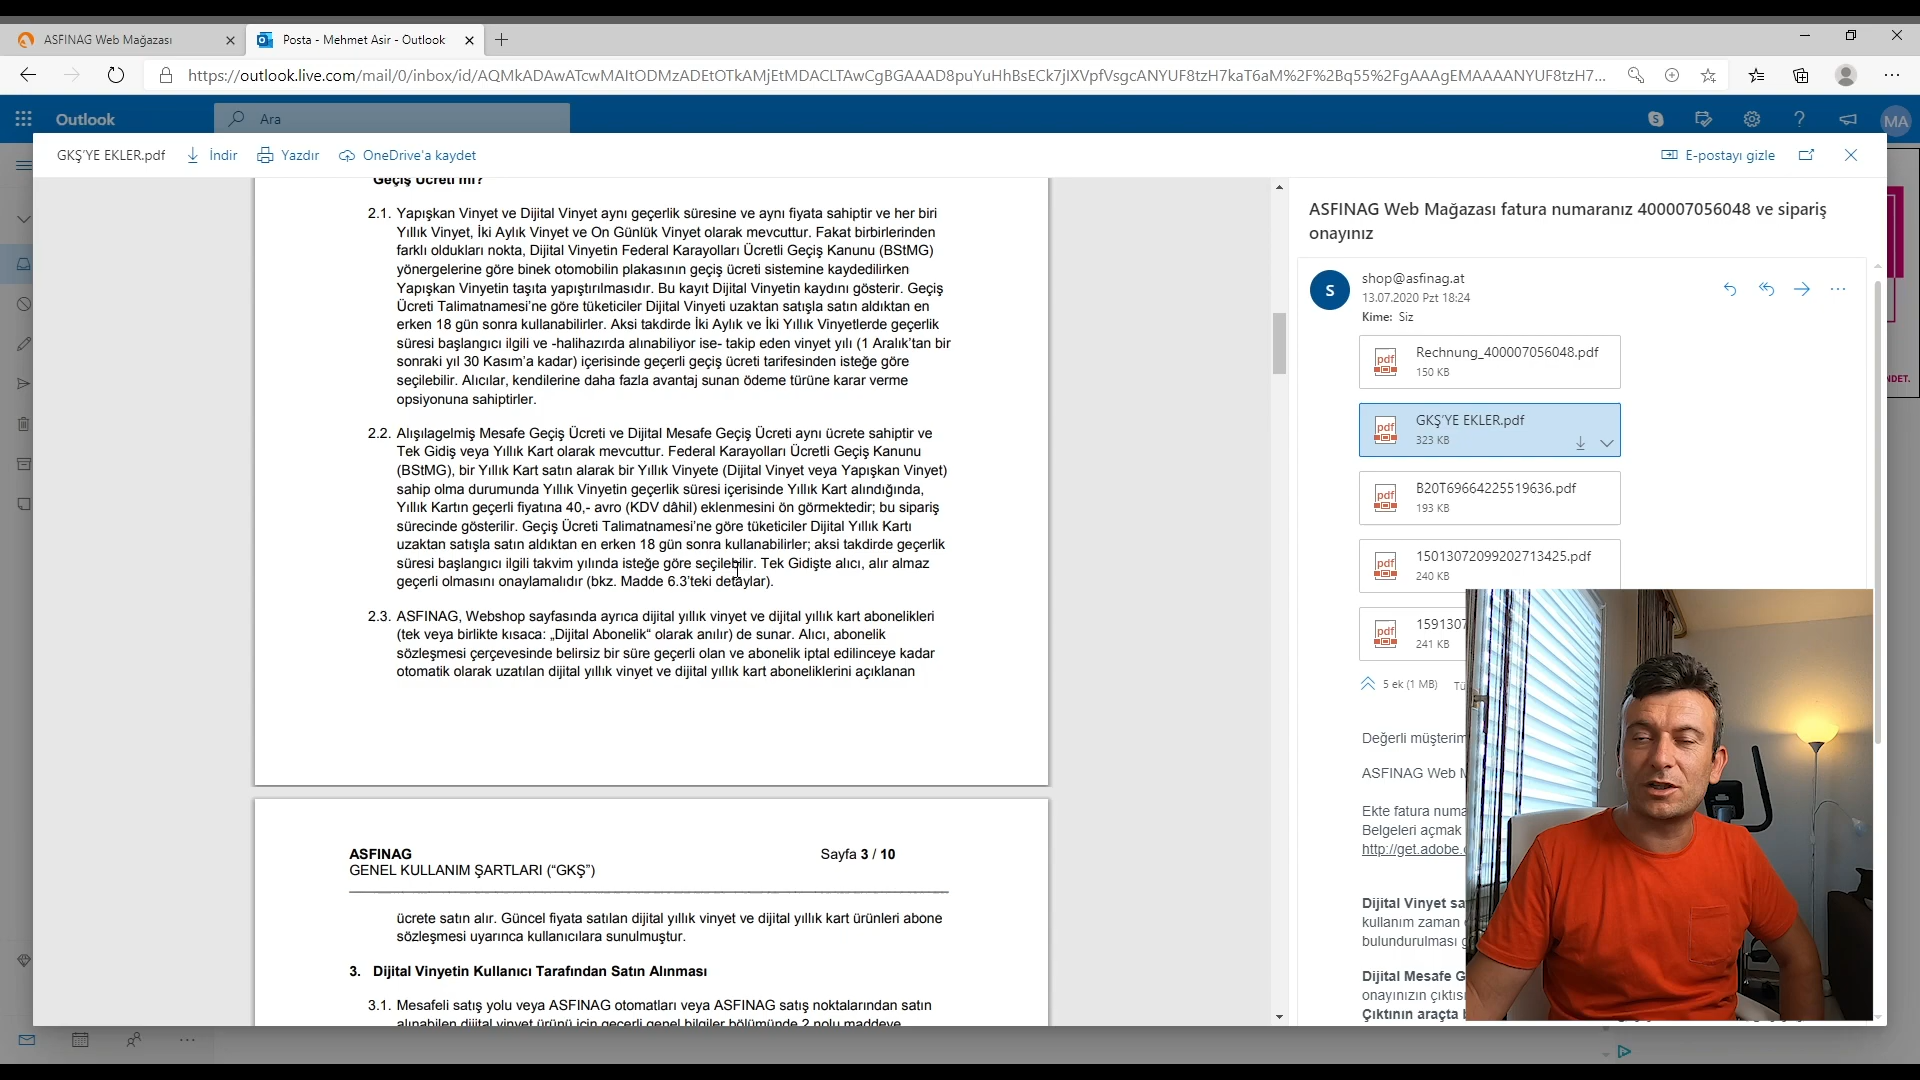 ASFINAG Web Mağazası
Posta - Mehmet Asir - Outlook
https://outlook.live.com/mail/0/inbox/id/AQMkADAwATcwMAItODMzADEtOTkAMjEtMDACLTAwCgBGAAAD8puYuHhBsECk7jIXVpfVsgcANYUF8tzH7kaT6aM%2F%2Bq55%2FgAAAgEMAAAANYUF8tzH7...
Outlook
Ara
MA
GKŞ'YE EKLER.pdf
İndir
Yazdır
OneDrive'a kaydet
E-postayı gizle
Geçiş Ücreti mi?
2.1. Yapışkan Vinyet ve Dijital Vinyet aynı geçerlik süresine ve aynı fiyata sahiptir ve her biri
Yıllık Vinyet, İki Aylık Vinyet ve On Günlük Vinyet olarak mevcuttur. Fakat birbirlerinden
farklı oldukları nokta, Dijital Vinyetin Federal Karayolları Ücretli Geçiş Kanunu (BStMG)
yönergelerine göre binek otomobilin plakasının geçiş ücreti sistemine kaydedilirken
Yapışkan Vinyetin taşıta yapıştırılmasıdır. Bu kayıt Dijital Vinyetin kaydını gösterir. Geçiş
Ücreti Talimatnamesi'ne göre tüketiciler Dijital Vinyeti uzaktan satışla satın aldıktan en
erken 18 gün sonra kullanabilirler. Aksi takdirde İki Aylık ve İki Yıllık Vinyetlerde geçerlik
süresi başlangıcı ilgili ve -halihazırda alınabiliyor ise- takip eden vinyet yılı (1 Aralık'tan bir
sonraki yıl 30 Kasım'a kadar) içerisinde geçerli geçiş ücreti tarifesinden isteğe göre
seçilebilir. Alıcılar, kendilerine daha fazla avantaj sunan ödeme türüne karar verme
opsiyonuna sahiptirler.
2.2. Alışılagelmiş Mesafe Geçiş Ücreti ve Dijital Mesafe Geçiş Ücreti aynı ücrete sahiptir ve
Tek Gidiş veya Yıllık Kart olarak mevcuttur. Federal Karayolları Ücretli Geçiş Kanunu
(BStMG), bir Yıllık Kart satın alarak bir Yıllık Vinyete (Dijital Vinyet veya Yapışkan Vinyet)
sahip olma durumunda Yıllık Vinyetin geçerlik süresi içerisinde Yıllık Kart alındığında,
Yıllık Kartın geçerli fiyatına 40,- avro (KDV dâhil) eklenmesini ön görmektedir; bu sipariş
sürecinde gösterilir. Geçiş Ücreti Talimatnamesi'ne göre tüketiciler Dijital Yıllık Kartı
uzaktan satışla satın aldıktan en erken 18 gün sonra kullanabilirler; aksi takdirde geçerlik
süresi başlangıcı ilgili takvim yılında isteğe göre seçilebilir. Tek Gidişte alıcı, alır almaz
geçerli olmasını onaylamalıdır (bkz. Madde 6.3'teki detaylar).
2.3. ASFINAG, Webshop sayfasında ayrıca dijital yıllık vinyet ve dijital yıllık kart abonelikleri
(tek veya birlikte kısaca: „Dijital Abonelik“ olarak anılır) de sunar. Alıcı, abonelik
sözleşmesi çerçevesinde belirsiz bir süre geçerli olan ve abonelik iptal edilinceye kadar
otomatik olarak uzatılan dijital yıllık vinyet ve dijital yıllık kart aboneliklerini açıklanan
ASFINAG
Sayfa 3 / 10
GENEL KULLANIM ŞARTLARI (“GKŞ”)
ücrete satın alır. Güncel fiyata satılan dijital yıllık vinyet ve dijital yıllık kart ürünleri abone
sözleşmesi uyarınca kullanıcılara sunulmuştur.
3. Dijital Vinyetin Kullanıcı Tarafından Satın Alınması
3.1. Mesafeli satış yolu veya ASFINAG otomatları veya ASFINAG satış noktalarından satın
alınabilen dijital vinyet ürünü için geçerli genel bilgiler bölümünde 2 nolu maddeye
ASFINAG Web Mağazası fatura numaranız 400007056048 ve sipariş
onayınız
S
shop@asfinag.at
13.07.2020 Pzt 18:24
Kime: Siz
Rechnung_400007056048.pdf
150 KB
GKŞ'YE EKLER.pdf
323 KB
B20T69664225519636.pdf
193 KB
15013072099202713425.pdf
240 KB
1591307
241 KB
5 ek (1 MB) Tü
Değerli müşterim
ASFINAG Web M
Ekte fatura numa
Belgeleri açmak
http://get.adobe.c
Dijital Vinyet sa
kullanım zaman
bulundurulması g
Dijital Mesafe G
onayınızın çıktıs
Çıktının araçta b
NDET.